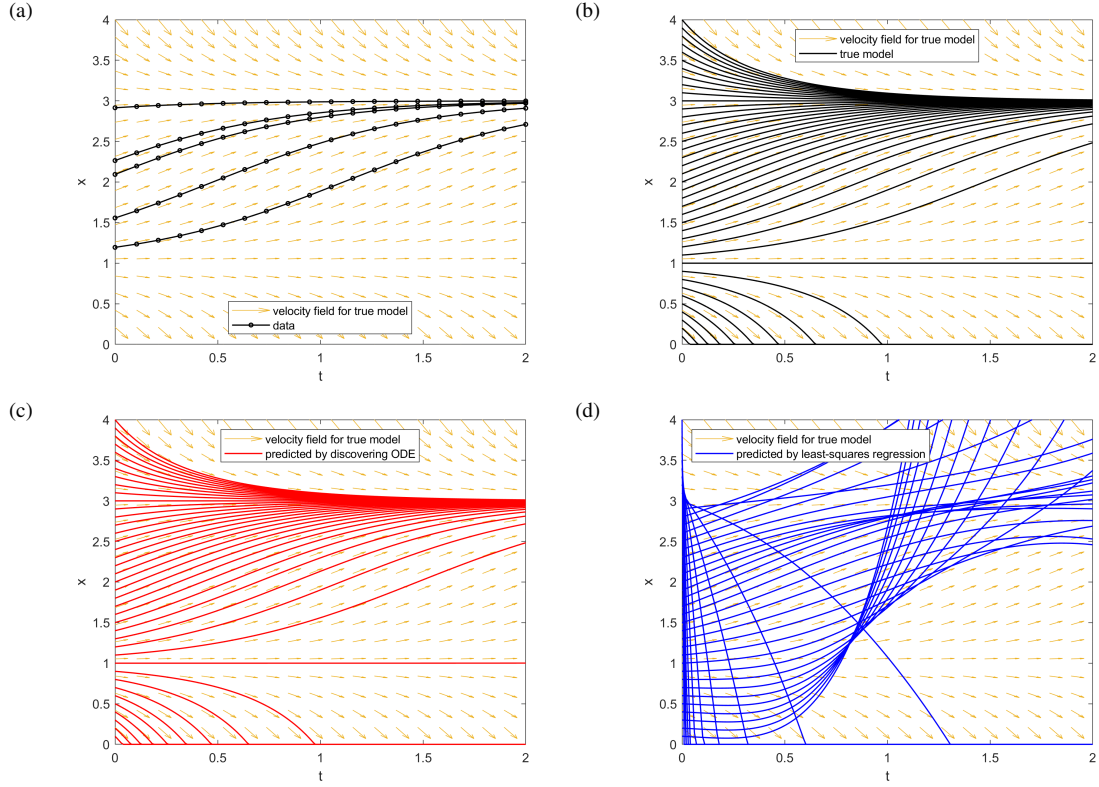 (a)
4
3.5
3
2.5
2
1.5
1
0.5
0
x
velocity field for true model
data
0
0.5
1
1.5
2
t
(b)
4
3.5
3
2.5
2
1.5
1
0.5
0
x
velocity field for true model
true model
0
0.5
1
1.5
2
t
(c)
4
3.5
3
2.5
2
1.5
1
0.5
0
x
velocity field for true model
predicted by discovering ODE
0
0.5
1
1.5
2
t
(d)
4
3.5
3
2.5
2
1.5
1
0.5
0
x
velocity field for true model
predicted by least-squares regression
0
0.5
1
1.5
2
t